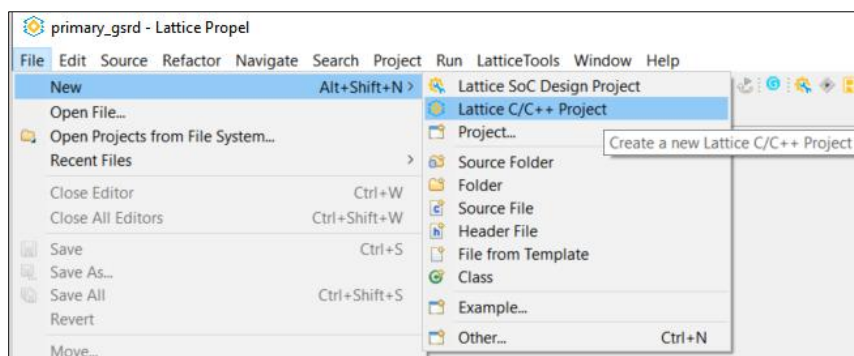 primary_gsrd - Lattice Propel
File Edit Source Refactor Navigate Search Project Run LatticeTools Window Help
New Alt+Shift+N >
Open File...
Open Projects from File System...
Recent Files >
Close Editor Ctrl+W
Close All Editors Ctrl+Shift+W
Save Ctrl+S
Save As...
Save All Ctrl+Shift+S
Revert
Move...
Lattice SoC Design Project
Lattice C/C++ Project
Project...
Create a new Lattice C/C++ Project
Source Folder
Folder
Source File
Header File
File from Template
Class
Example...
Other... Ctrl+N